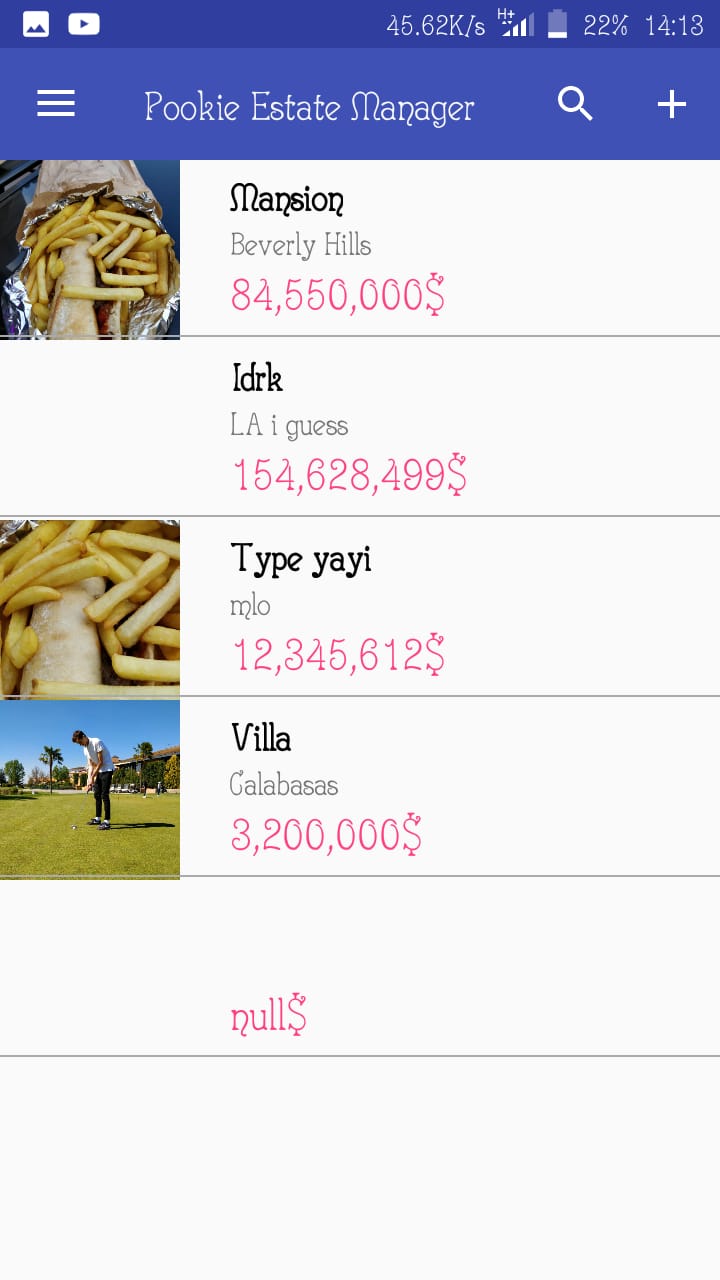 45.62K/s H+ 22% 14:13
Pookie Estate Manager
Mansion
Beverly Hills
84,550,000$
Idrk
LA i guess
154,628,499$
Type yayi
mlo
12,345,612$
Villa
Calabasas
3,200,000$
null$